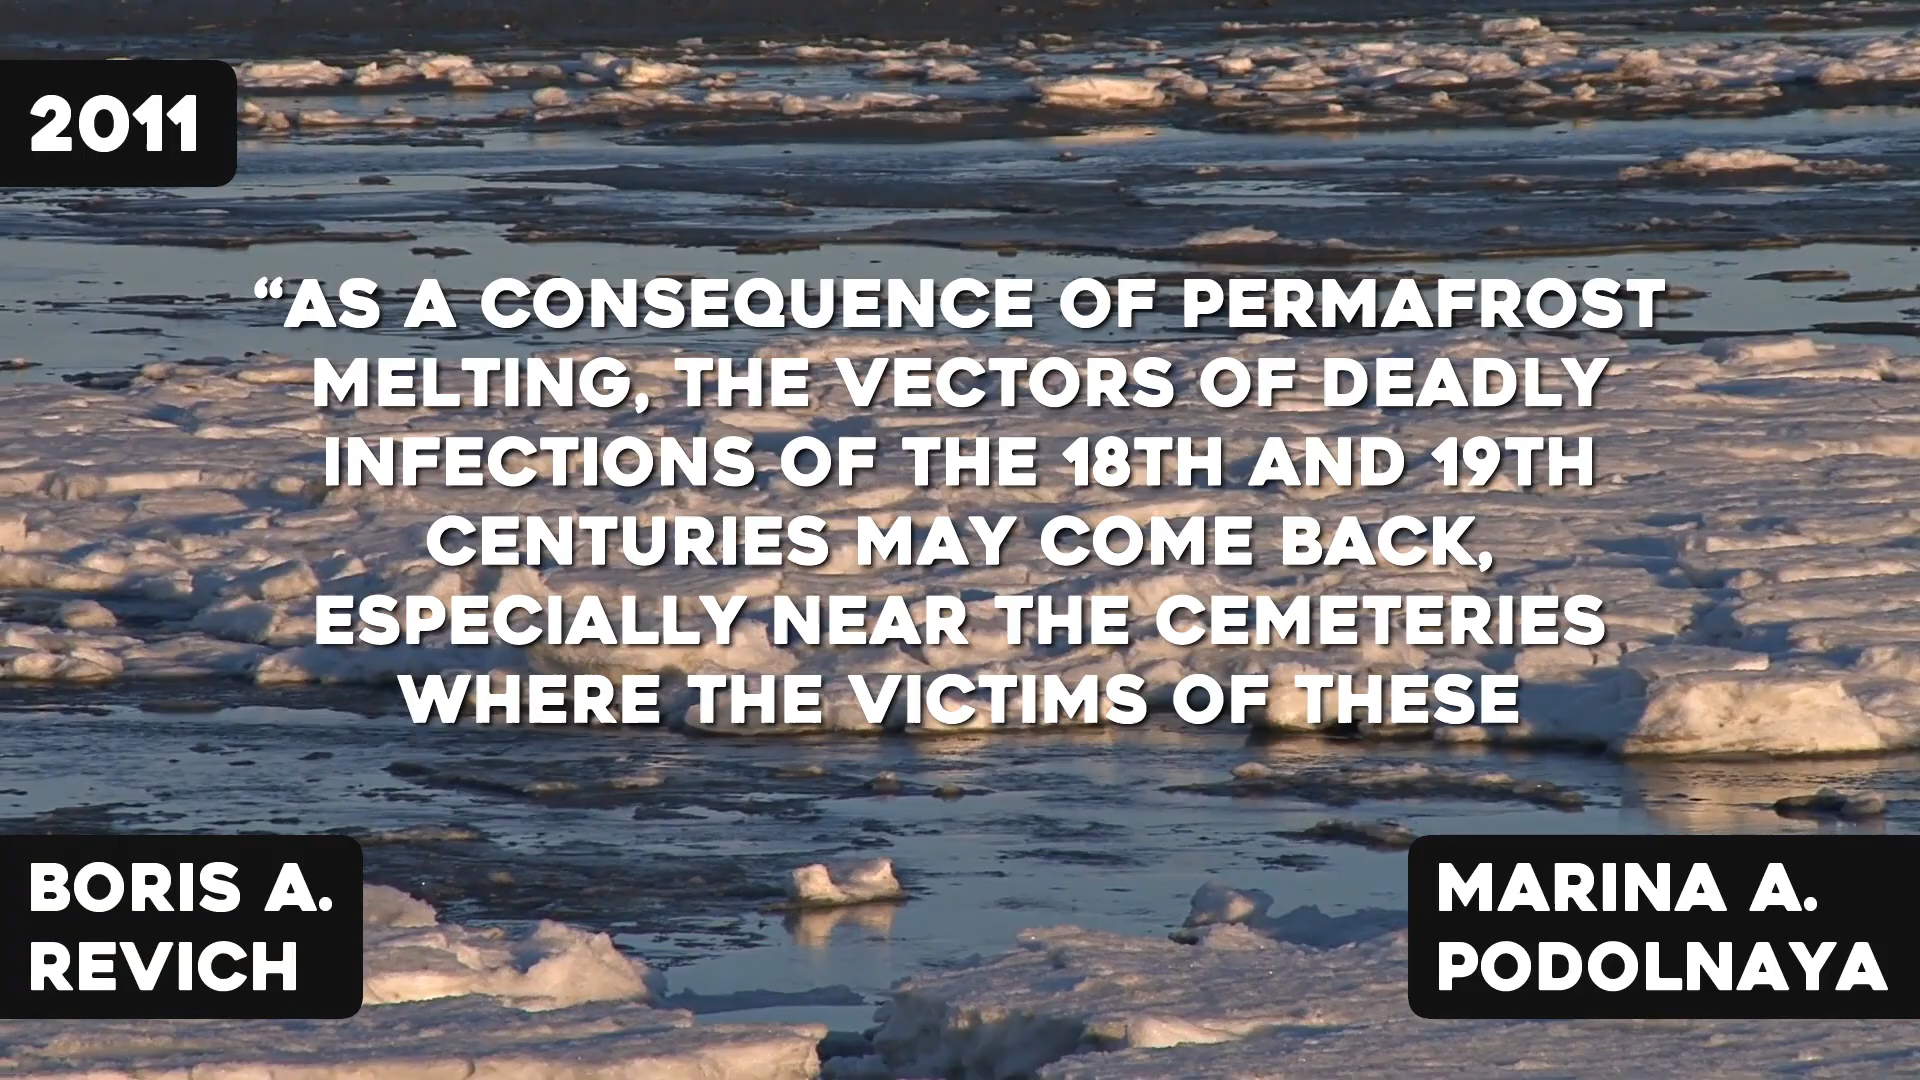 2011
“AS A CONSEQUENCE OF PERMAFROST
MELTING, THE VECTORS OF DEADLY
INFECTIONS OF THE 18TH AND 19TH
CENTURIES MAY COME BACK,
ESPECIALLY NEAR THE CEMETERIES
WHERE THE VICTIMS OF THESE
BORIS A.
REVICH
MARINA A.
PODOLNAYA